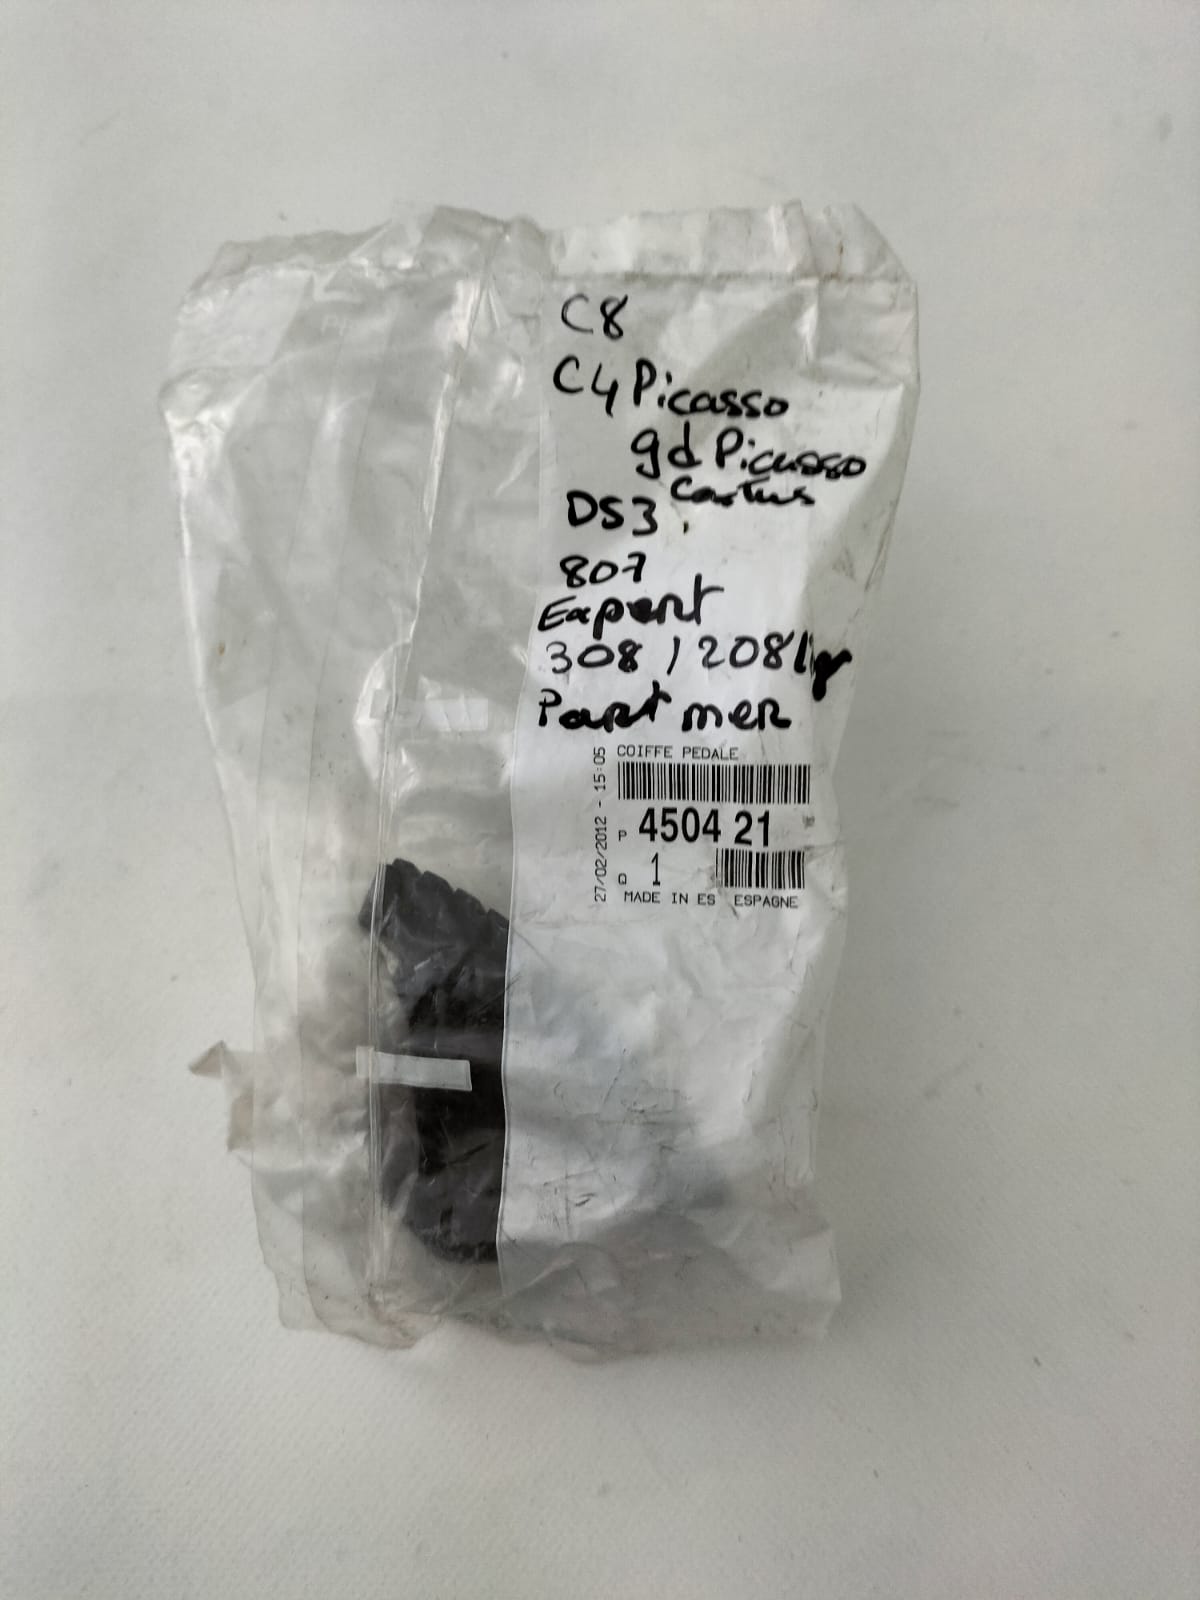 C8
C4 Picasso
gd Picasso
DS3
807
Expert
308 / 208
Partner
COIFFE PEDALE
27/02/2012 - 15:05
P 4504 21
Q 1
MADE IN ES ESPAGNE